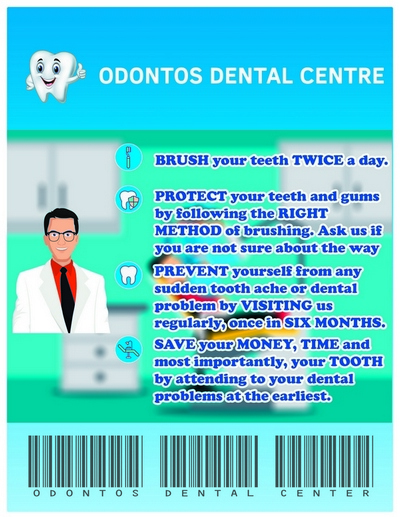 ODONTOS DENTAL CENTRE
BRUSH your teeth TWICE a day.
PROTECT your teeth and gums
by following the RIGHT
METHOD of brushing. Ask us if
you are not sure about the way
PREVENT yourself from any
sudden tooth ache or dental
problem by VISITING us
regularly, once in SIX MONTHS.
SAVE your MONEY, TIME and
most importantly, your TOOTH
by attending to your dental
problems at the earliest.
ODONTOS DENTAL CENTER